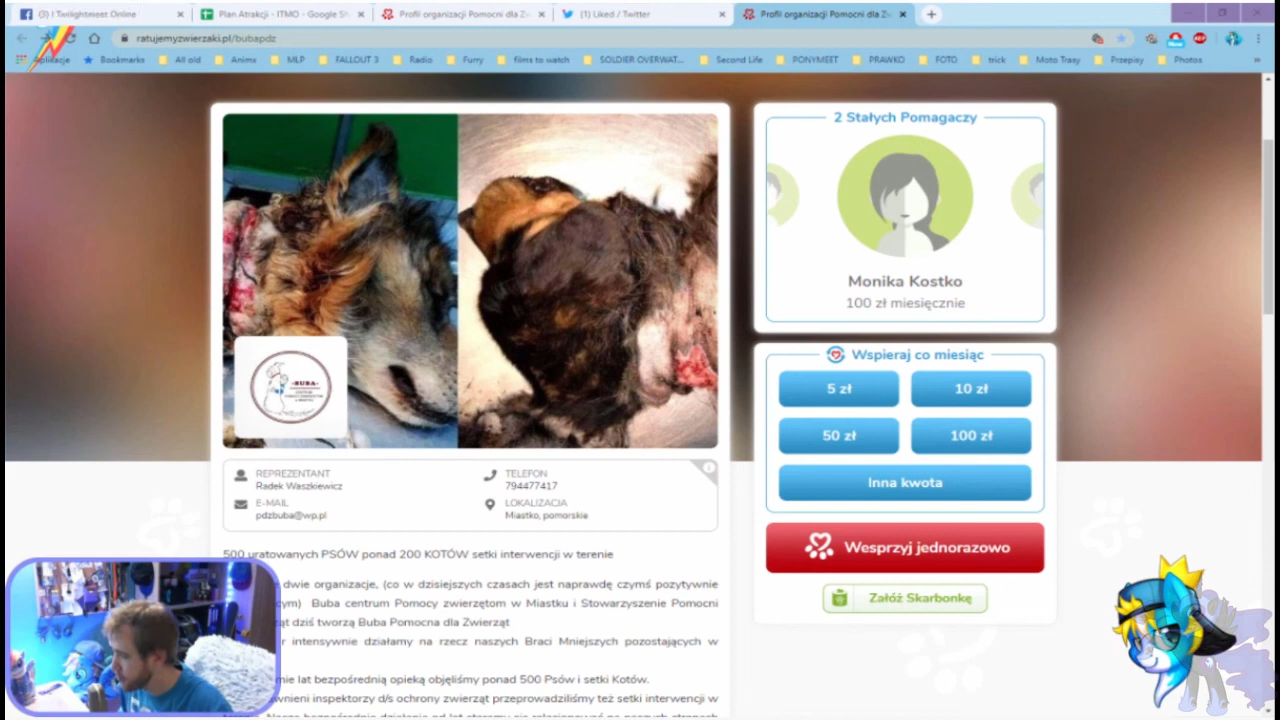 (3) / Twilightmeet Online
Plan Atrakcji - ITMO - Google Sh
Profil organizacji Pomocni dla Zw
(1) Liked / Twitter
Profil organizacji Pomocni dla Zw
ratujemyzwierzaki.pl/bubapdz
Aplikacje
Bookmarks
All old
Anims
MLP
FALLOUT 3
Radio
Furry
films to watch
SOLDIER OVERWAT...
Second Life
PONYMEET
PRAWKO
FOTO
trick
Moto Trasy
Przepisy
Photos
2 Stałych Pomagaczy
Monika Kostko
100 zł miesięcznie
Wspieraj co miesiąc
5 zł
10 zł
50 zł
100 zł
Inna kwota
Wesprzyj jednorazowo
Załóż Skarbonkę
BUBA
REPREZENTANT
Radek Waszkiewicz
TELEFON
794477417
E-MAIL
pdzbuba@wp.pl
LOKALIZACJA
Miastko, pomorskie
500 uratowanych PSÓW ponad 200 KOTÓW setki interwencji w terenie
dwie organizacje, (co w dzisiejszych czasach jest naprawdę czymś pozytywnie
cym) Buba centrum Pomocy zwierzętom w Miastku i Stowarzyszenie Pomocni
ąt dziś tworzą Buba Pomocna dla Zwierząt
r intensywnie działamy na rzecz naszych Braci Mniejszych pozostających w
nie lat bezpośrednią opieką objęliśmy ponad 500 Psów i setki Kotów.
wnieni inspektorzy d/s ochrony zwierząt przeprowadziliśmy też setki interwencji w